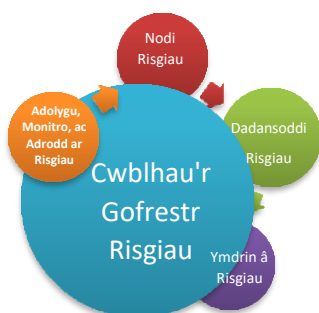 Nodi
Risgiau
Adolygu,
Monitro, ac
Adrodd ar
Risgiau
Dadansoddi
Risgiau
Cwblhau'r
Gofrestr
Risgiau
Ymdrin â
Risgiau